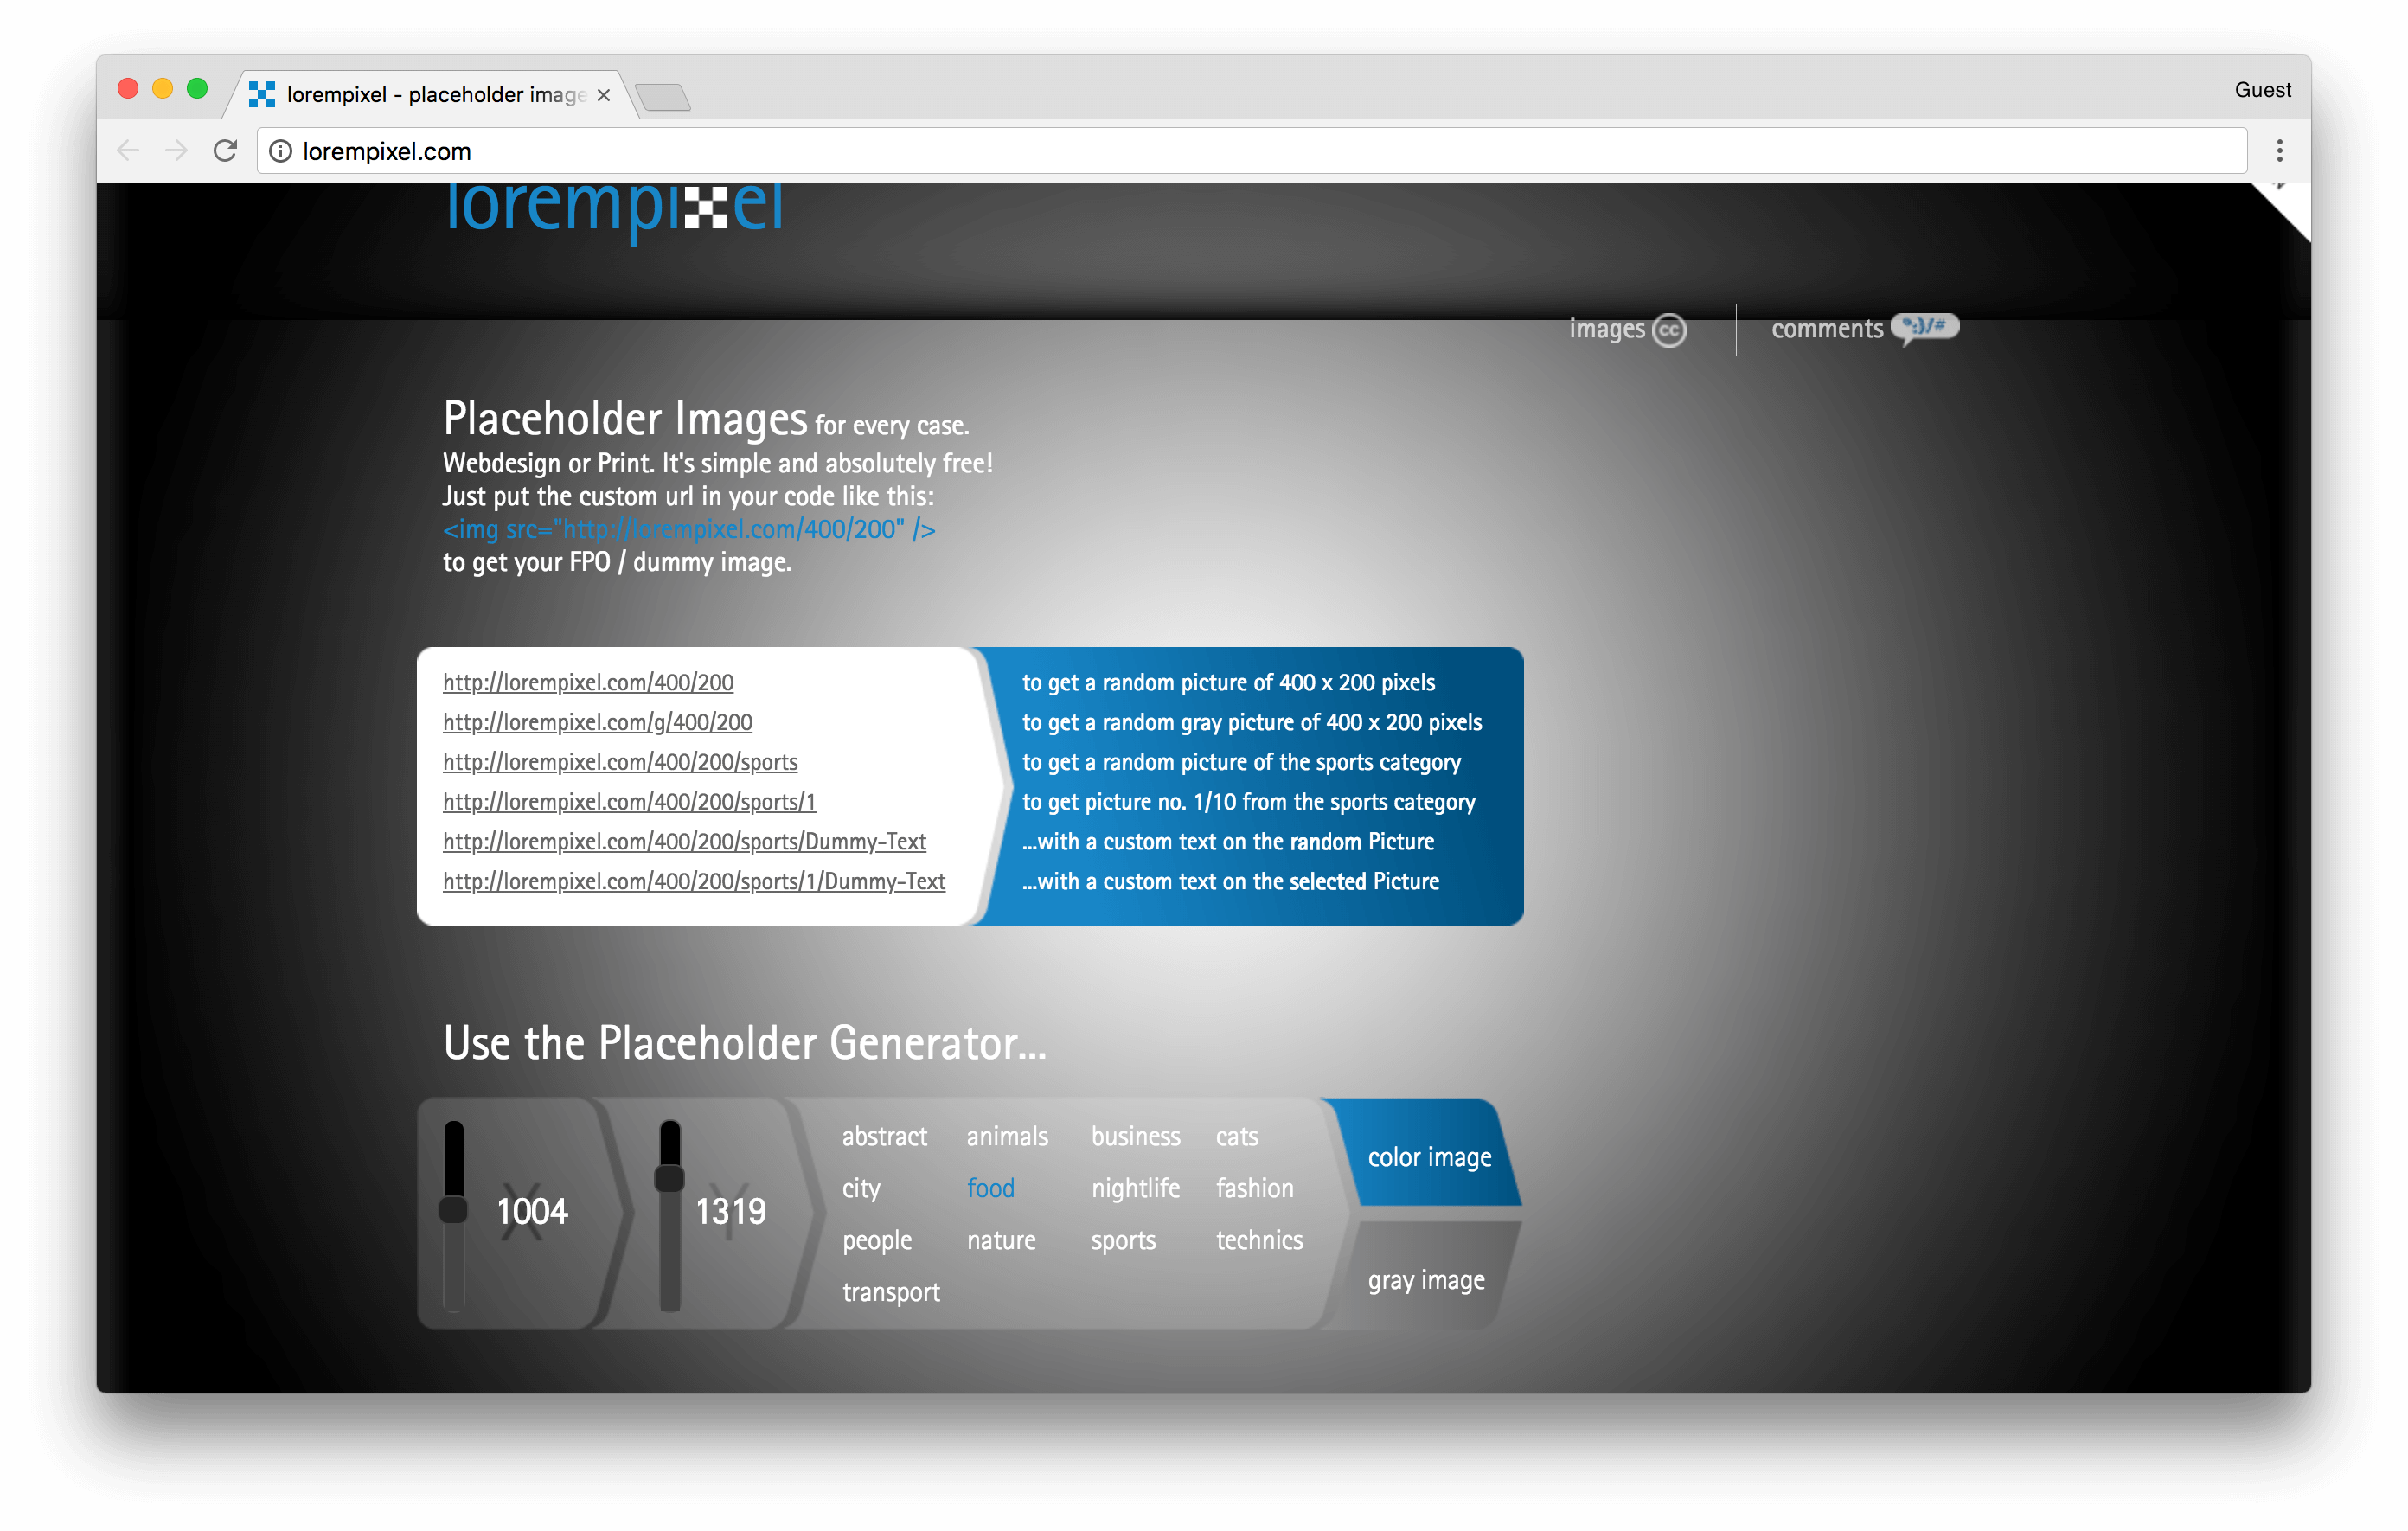 lorempixel - placeholder image
Guest
lorempixel.com
lorempixel
images cc
comments
Placeholder Images for every case.
Webdesign or Print. It's simple and absolutely free!
Just put the custom url in your code like this:
<img src="http://lorempixel.com/400/200" />
to get your FPO / dummy image.
http://lorempixel.com/400/200 to get a random picture of 400 x 200 pixels
http://lorempixel.com/g/400/200 to get a random gray picture of 400 x 200 pixels
http://lorempixel.com/400/200/sports to get a random picture of the sports category
http://lorempixel.com/400/200/sports/1 to get picture no. 1/10 from the sports category
http://lorempixel.com/400/200/sports/Dummy-Text ...with a custom text on the random Picture
http://lorempixel.com/400/200/sports/1/Dummy-Text ...with a custom text on the selected Picture
Use the Placeholder Generator...
X 1004
Y 1319
abstract animals business cats
city food nightlife fashion
people nature sports technics
transport
color image
gray image